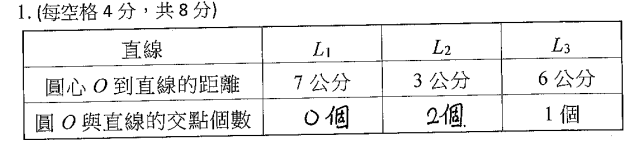 1. (每空格 4 分，共 8 分)
直線 L1 L2 L3
圓心 O 到直線的距離 7 公分 3 公分 6 公分
圓 O 與直線的交點個數 0個 2個 1 個